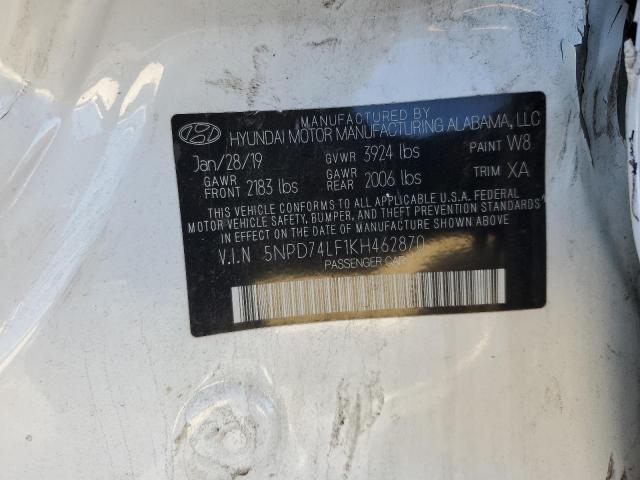 MANUFACTURED BY
HYUNDAI MOTOR MANUFACTURING ALABAMA, LLC
Jan/28/19 GVWR 3924 lbs PAINT W8
GAWR FRONT 2183 lbs GAWR REAR 2006 lbs TRIM XA
THIS VEHICLE CONFORMS TO ALL APPLICABLE U.S.A. FEDERAL
MOTOR VEHICLE SAFETY, BUMPER, AND THEFT PREVENTION STANDARDS
IN EFFECT ON THE DATE OF MANUFACTURE SHOWN ABOVE.
V.I.N 5NPD74LF1KH462870
PASSENGER CAR